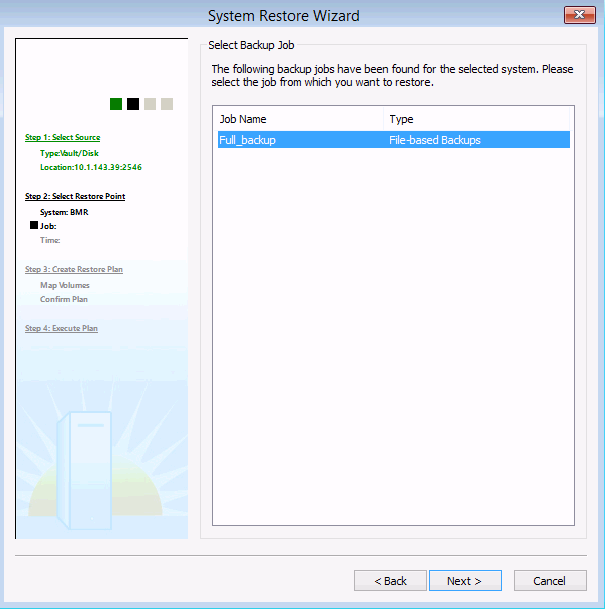 System Restore Wizard
Step 1: Select Source
Type:Vault/Disk
Location:10.1.143.39:2546
Step 2: Select Restore Point
System: BMR
Job:
Time:
Step 3: Create Restore Plan
Map Volumes
Confirm Plan
Step 4: Execute Plan
Select Backup Job
The following backup jobs have been found for the selected system. Please
select the job from which you want to restore.
Job Name Type
Full_backup File-based Backups
< Back Next > Cancel